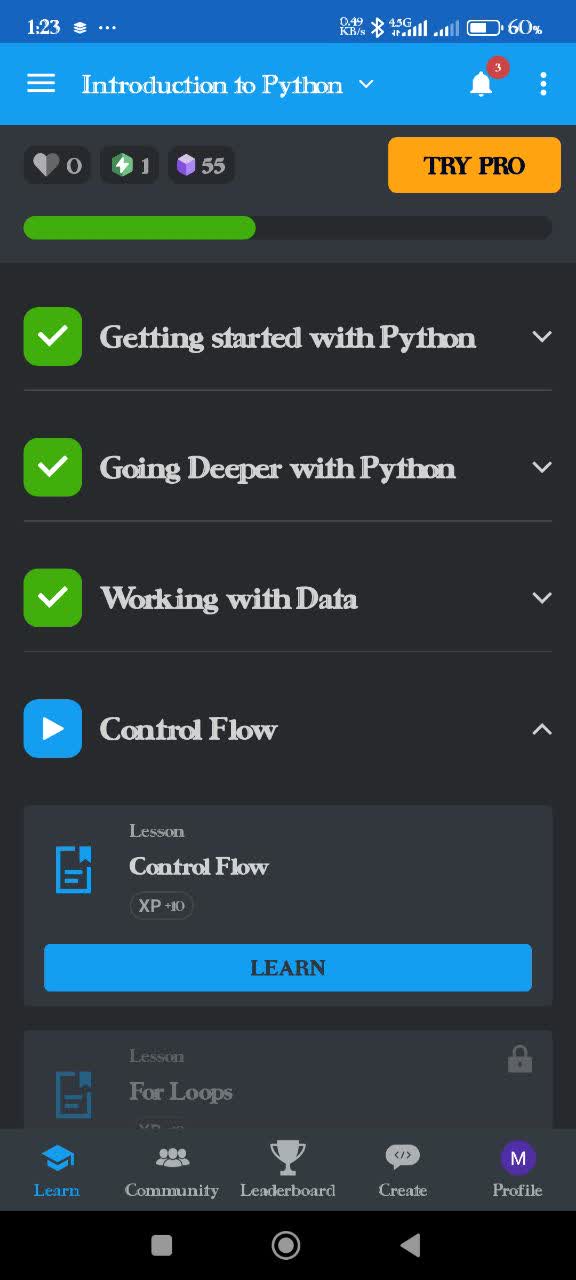 1:23
0.49 KB/s 4.5G 60%
Introduction to Python
3
0 1 55
TRY PRO
Getting started with Python
Going Deeper with Python
Working with Data
Control Flow
Lesson
Control Flow
XP +10
LEARN
Lesson
For Loops
M
Learn Community Leaderboard Create Profile